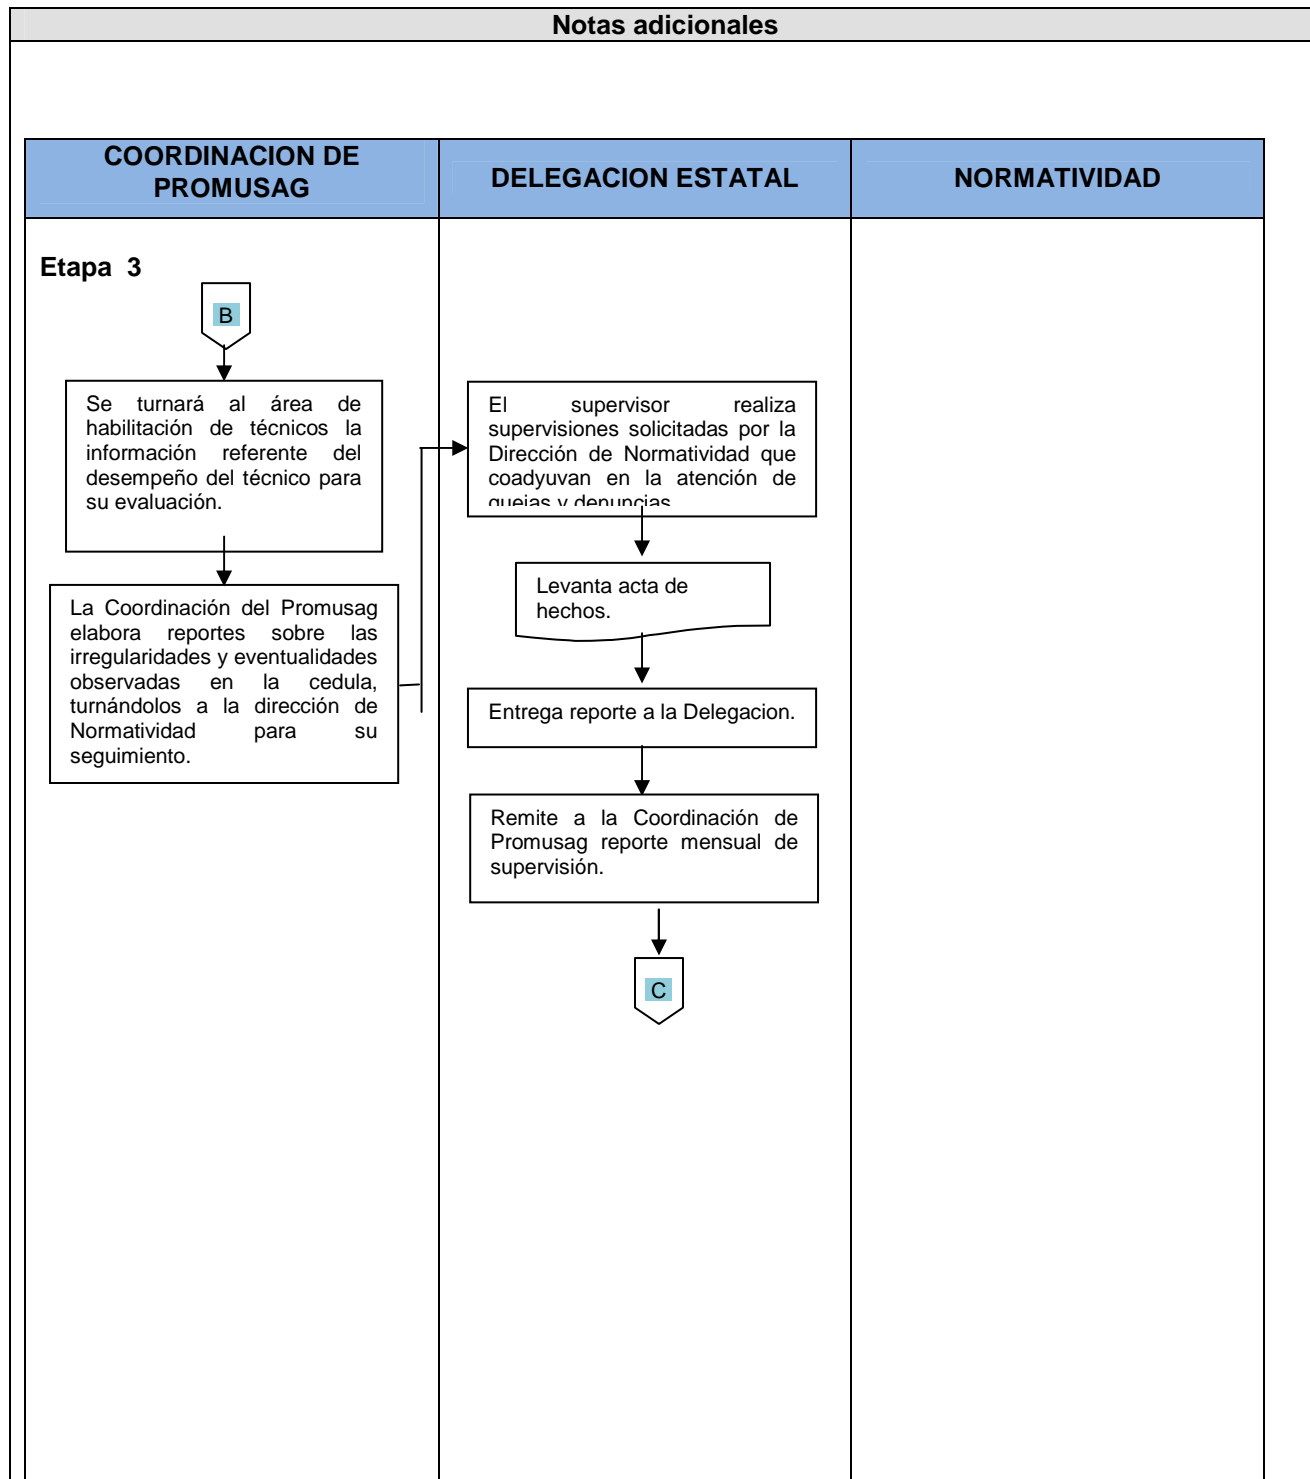 Notas adicionales
COORDINACION DE
PROMUSAG
DELEGACION ESTATAL
NORMATIVIDAD
Etapa 3
B
Se turnará al área de
habilitación de técnicos la
información referente del
desempeño del técnico para
su evaluación.
La Coordinación del Promusag
elabora reportes sobre las
irregularidades y eventualidades
observadas en la cedula,
turnándolos a la dirección de
Normatividad para su
seguimiento.
El supervisor realiza
supervisiones solicitadas por la
Dirección de Normatividad que
coadyuvan en la atención de
quejas y denuncias
Levanta acta de
hechos.
Entrega reporte a la Delegacion.
Remite a la Coordinación de
Promusag reporte mensual de
supervisión.
C